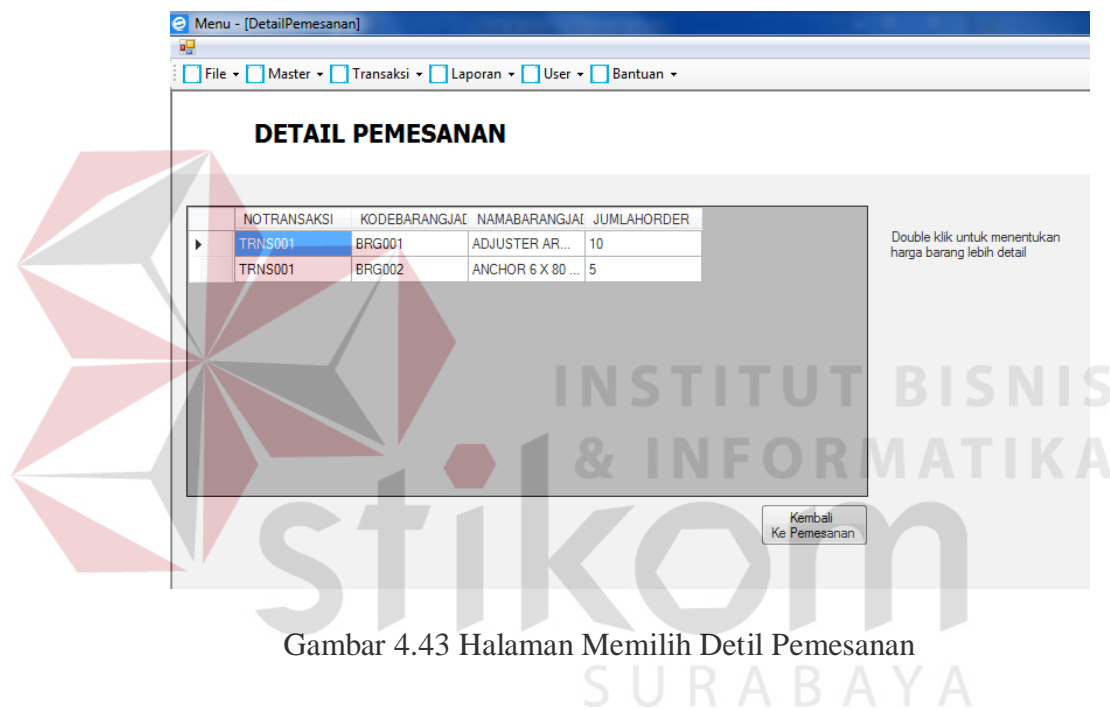 Menu - [DetailPemesanan]
File Master Transaksi Laporan User Bantuan
DETAIL PEMESANAN
NOTRANSAKSI KODEBARANGJAD NAMABARANGJAD JUMLAHORDER
TRNS001 BRG001 ADJUSTER AR... 10
TRNS001 BRG002 ANCHOR 6 X 80 ... 5
Double klik untuk menentukan
harga barang lebih detail
Kembali
Ke Pemesanan
INSTITUT BISNIS
& INFORMATIKA
stikom
SURABAYA
Gambar 4.43 Halaman Memilih Detil Pemesanan